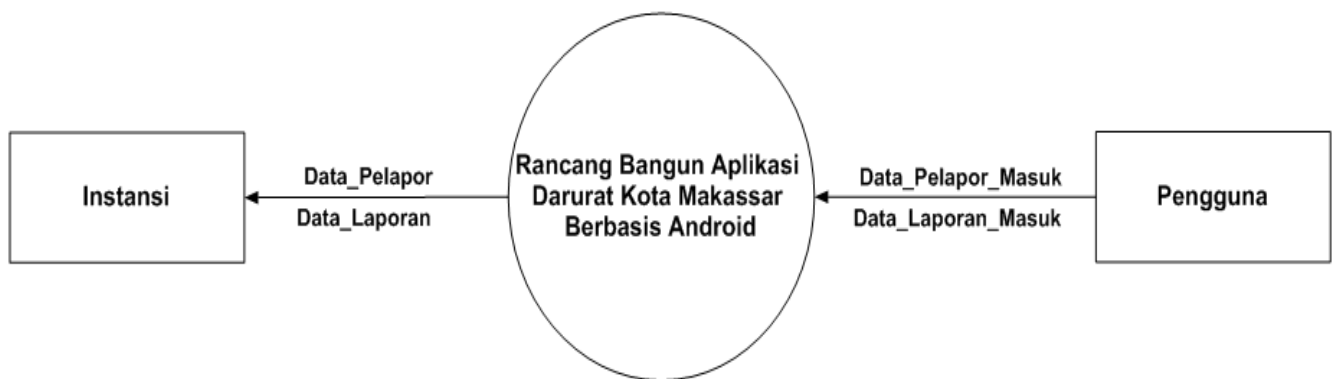 Instansi
Data_Pelapor
Data_Laporan
Rancang Bangun Aplikasi
Darurat Kota Makassar
Berbasis Android
Data_Pelapor_Masuk
Data_Laporan_Masuk
Pengguna